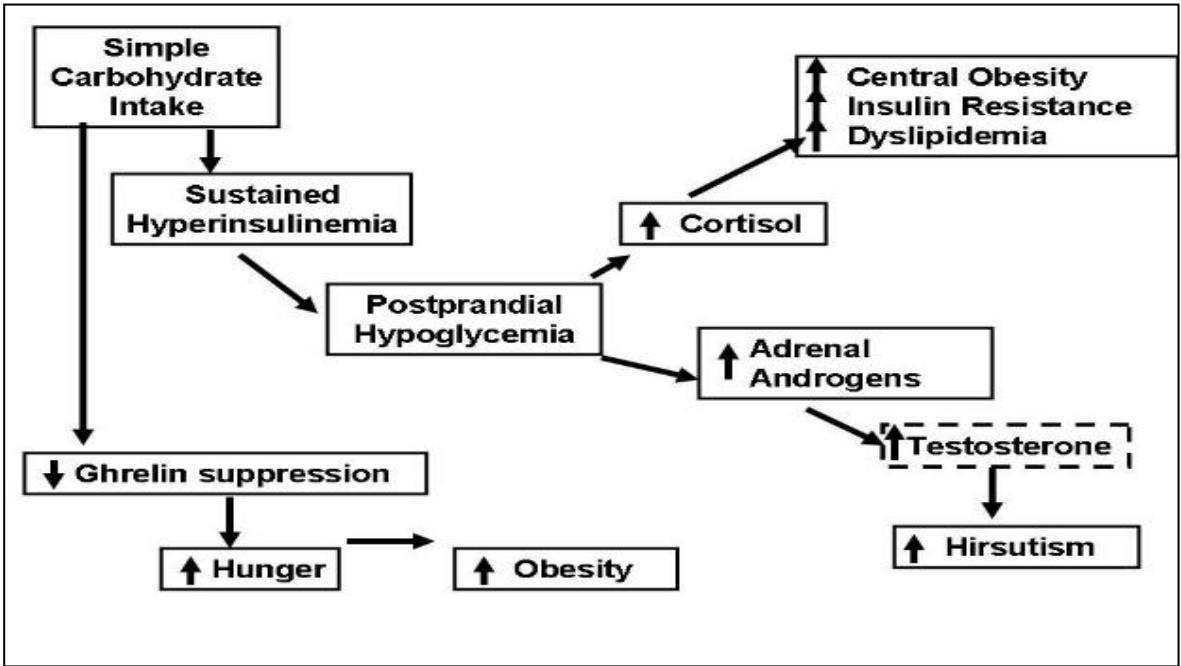 Simple
Carbohydrate
Intake
Sustained
Hyperinsulinemia
Postprandial
Hypoglycemia
Cortisol
Central Obesity
Insulin Resistance
Dyslipidemia
Adrenal
Androgens
Testosterone
Hirsutism
Ghrelin suppression
Hunger
Obesity